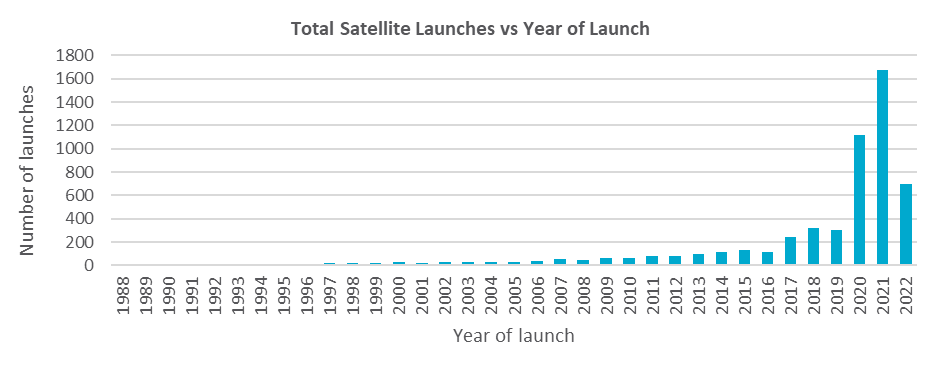 Total Satellite Launches vs Year of Launch
Number of launches
1800
1600
1400
1200
1000
800
600
400
200
0
1988 1989 1990 1991 1992 1993 1994 1995 1996 1997 1998 1999 2000 2001 2002 2003 2004 2005 2006 2007 2008 2009 2010 2011 2012 2013 2014 2015 2016 2017 2018 2019 2020 2021 2022
Year of launch